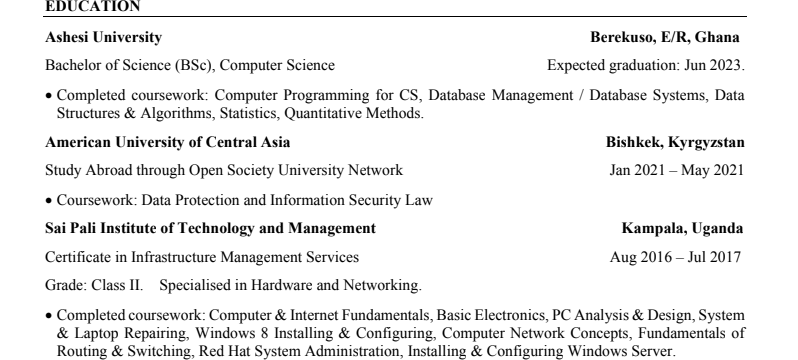 EDUCATION
Ashesi University Berekuso, E/R, Ghana
Bachelor of Science (BSc), Computer Science Expected graduation: Jun 2023.
• Completed coursework: Computer Programming for CS, Database Management / Database Systems, Data
Structures & Algorithms, Statistics, Quantitative Methods.
American University of Central Asia Bishkek, Kyrgyzstan
Study Abroad through Open Society University Network Jan 2021 – May 2021
• Coursework: Data Protection and Information Security Law
Sai Pali Institute of Technology and Management Kampala, Uganda
Certificate in Infrastructure Management Services Aug 2016 – Jul 2017
Grade: Class II. Specialised in Hardware and Networking.
• Completed coursework: Computer & Internet Fundamentals, Basic Electronics, PC Analysis & Design, System
& Laptop Repairing, Windows 8 Installing & Configuring, Computer Network Concepts, Fundamentals of
Routing & Switching, Red Hat System Administration, Installing & Configuring Windows Server.